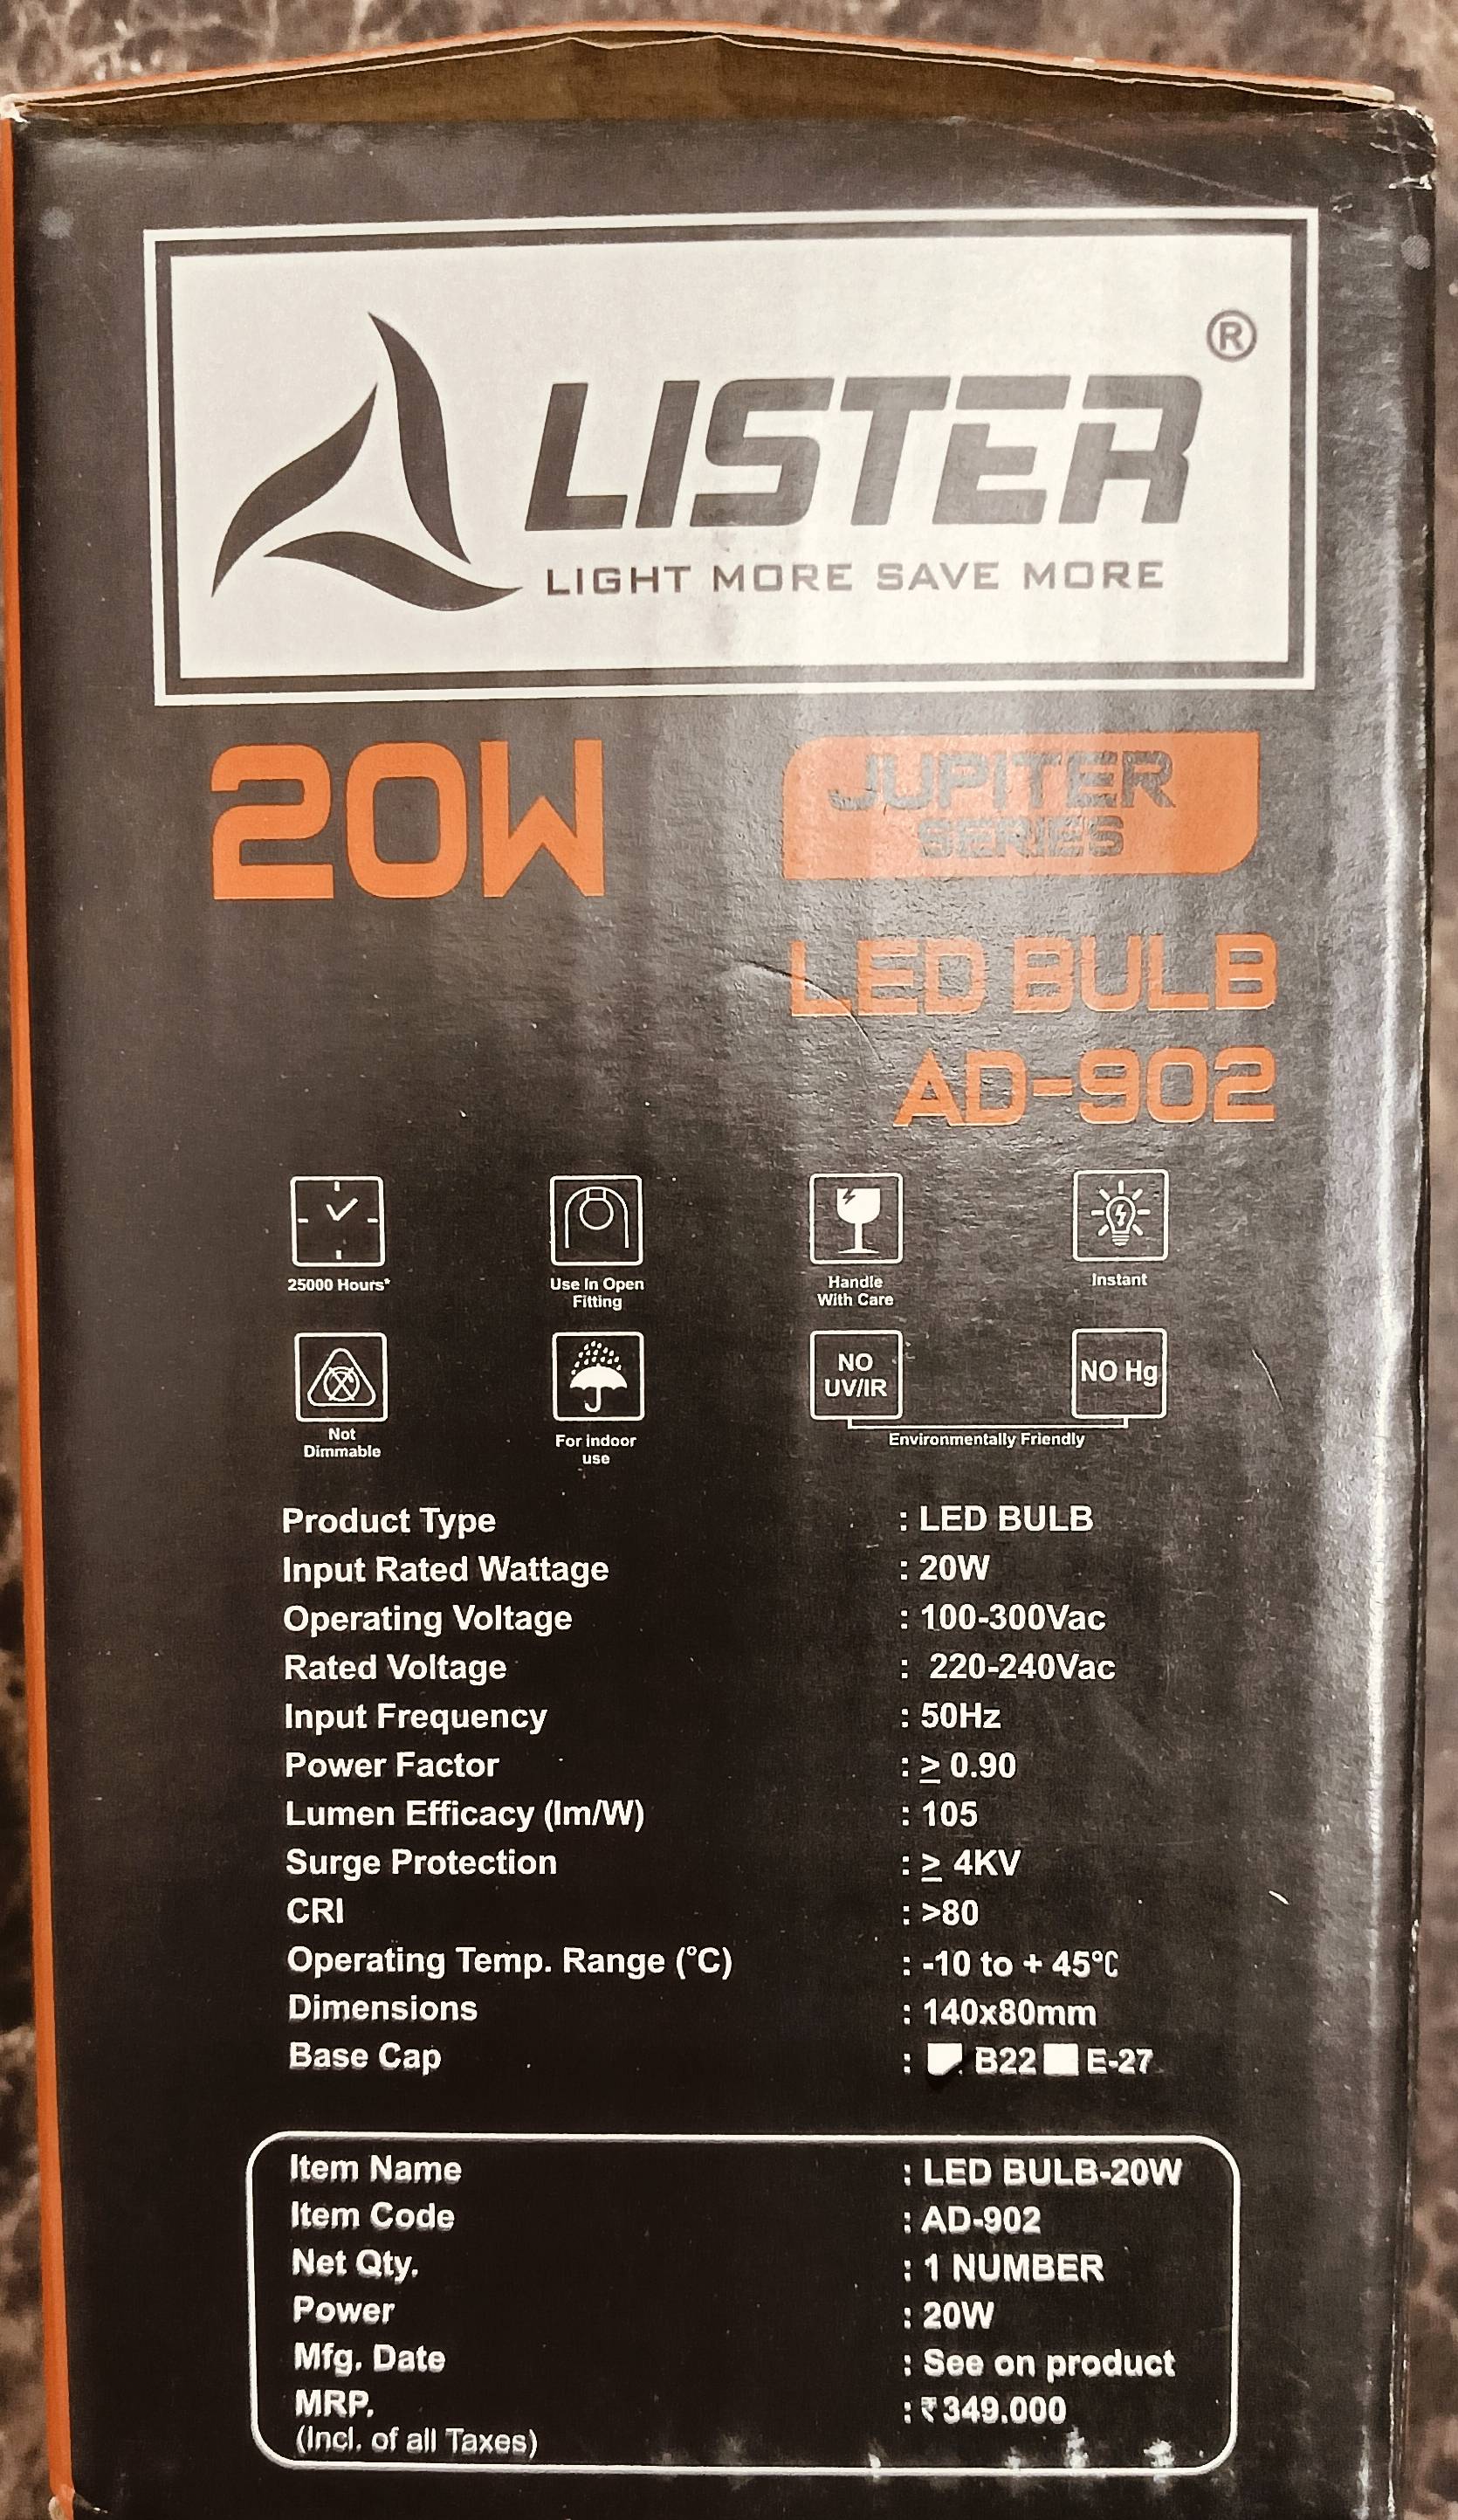 ®
LISTER
LIGHT MORE SAVE MORE
20W
JUPITER
SERIES
LED BULB
AD-902
25000 Hours*
Use In Open
Fitting
Handle
With Care
Instant
Not
Dimmable
For indoor
use
NO
UV/IR
NO Hg
Environmentally Friendly
Product Type : LED BULB
Input Rated Wattage : 20W
Operating Voltage : 100-300Vac
Rated Voltage : 220-240Vac
Input Frequency : 50Hz
Power Factor : ≥ 0.90
Lumen Efficacy (lm/W) : 105
Surge Protection : ≥ 4KV
CRI : >80
Operating Temp. Range (°C) : -10 to + 45°C
Dimensions : 140x80mm
Base Cap : B22 E-27
Item Name : LED BULB-20W
Item Code : AD-902
Net Qty. : 1 NUMBER
Power : 20W
Mfg. Date : See on product
MRP. : ₹349.000
(Incl. of all Taxes)